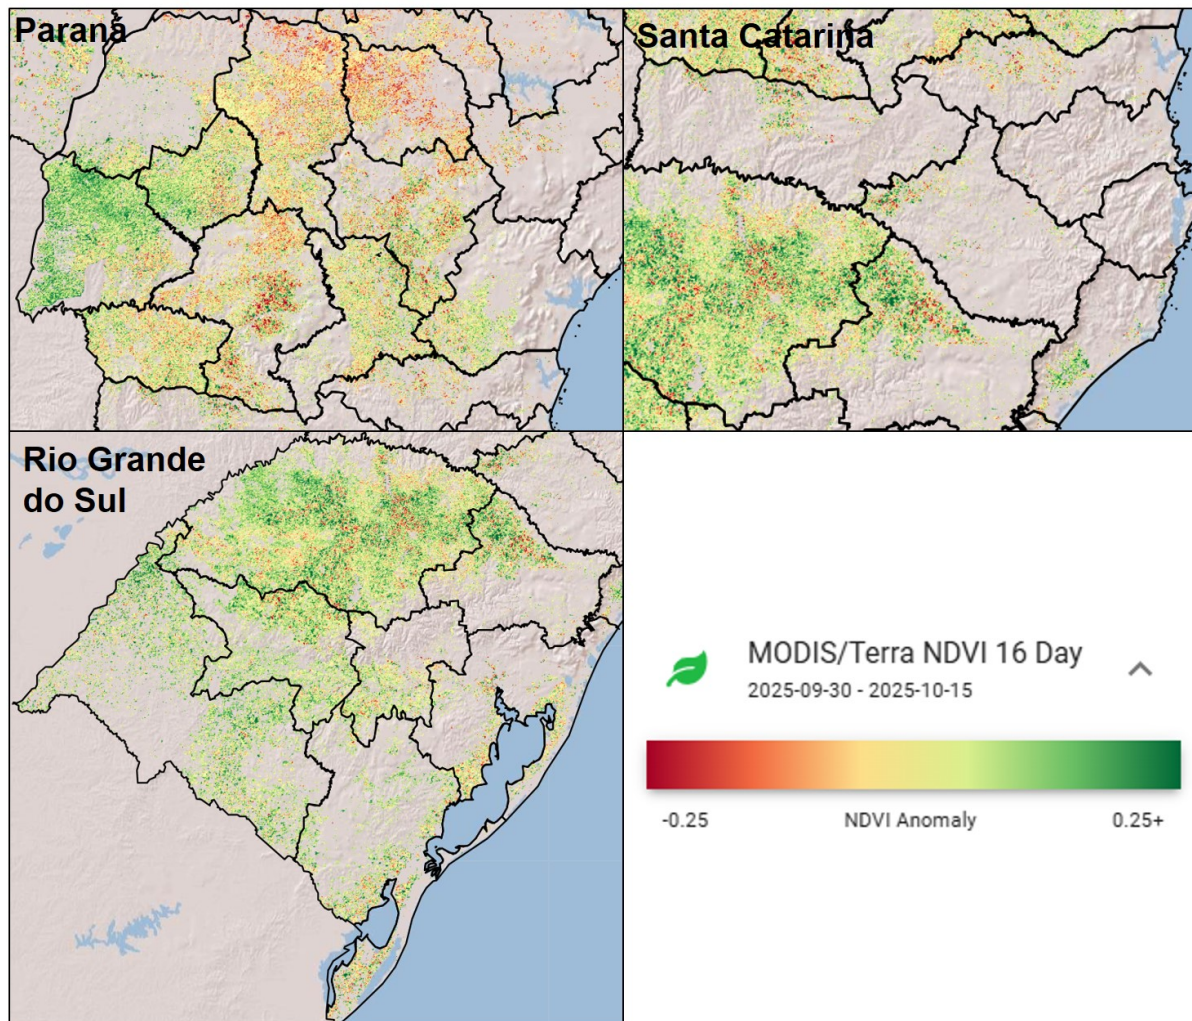 Paraná
Santa Catarina
Rio Grande
do Sul
MODIS/Terra NDVI 16 Day
2025-09-30 - 2025-10-15
-0.25 NDVI Anomaly 0.25+